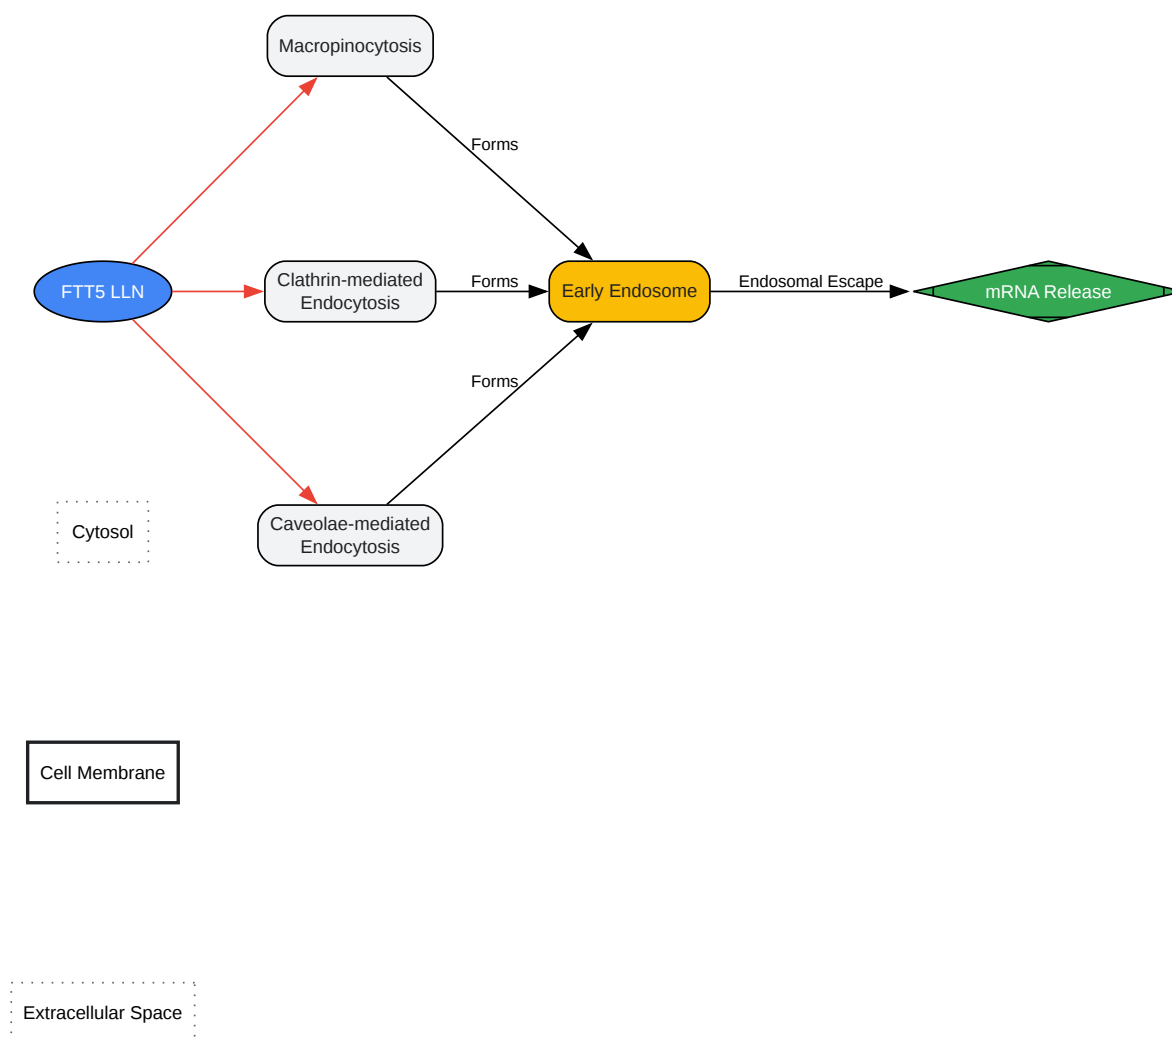 Macropinocytosis
Forms
FTT5 LLN
Clathrin-mediated
Endocytosis
Forms
Early Endosome
Endosomal Escape
mRNA Release
Forms
Caveolae-mediated
Endocytosis
Cytosol
Cell Membrane
Extracellular Space